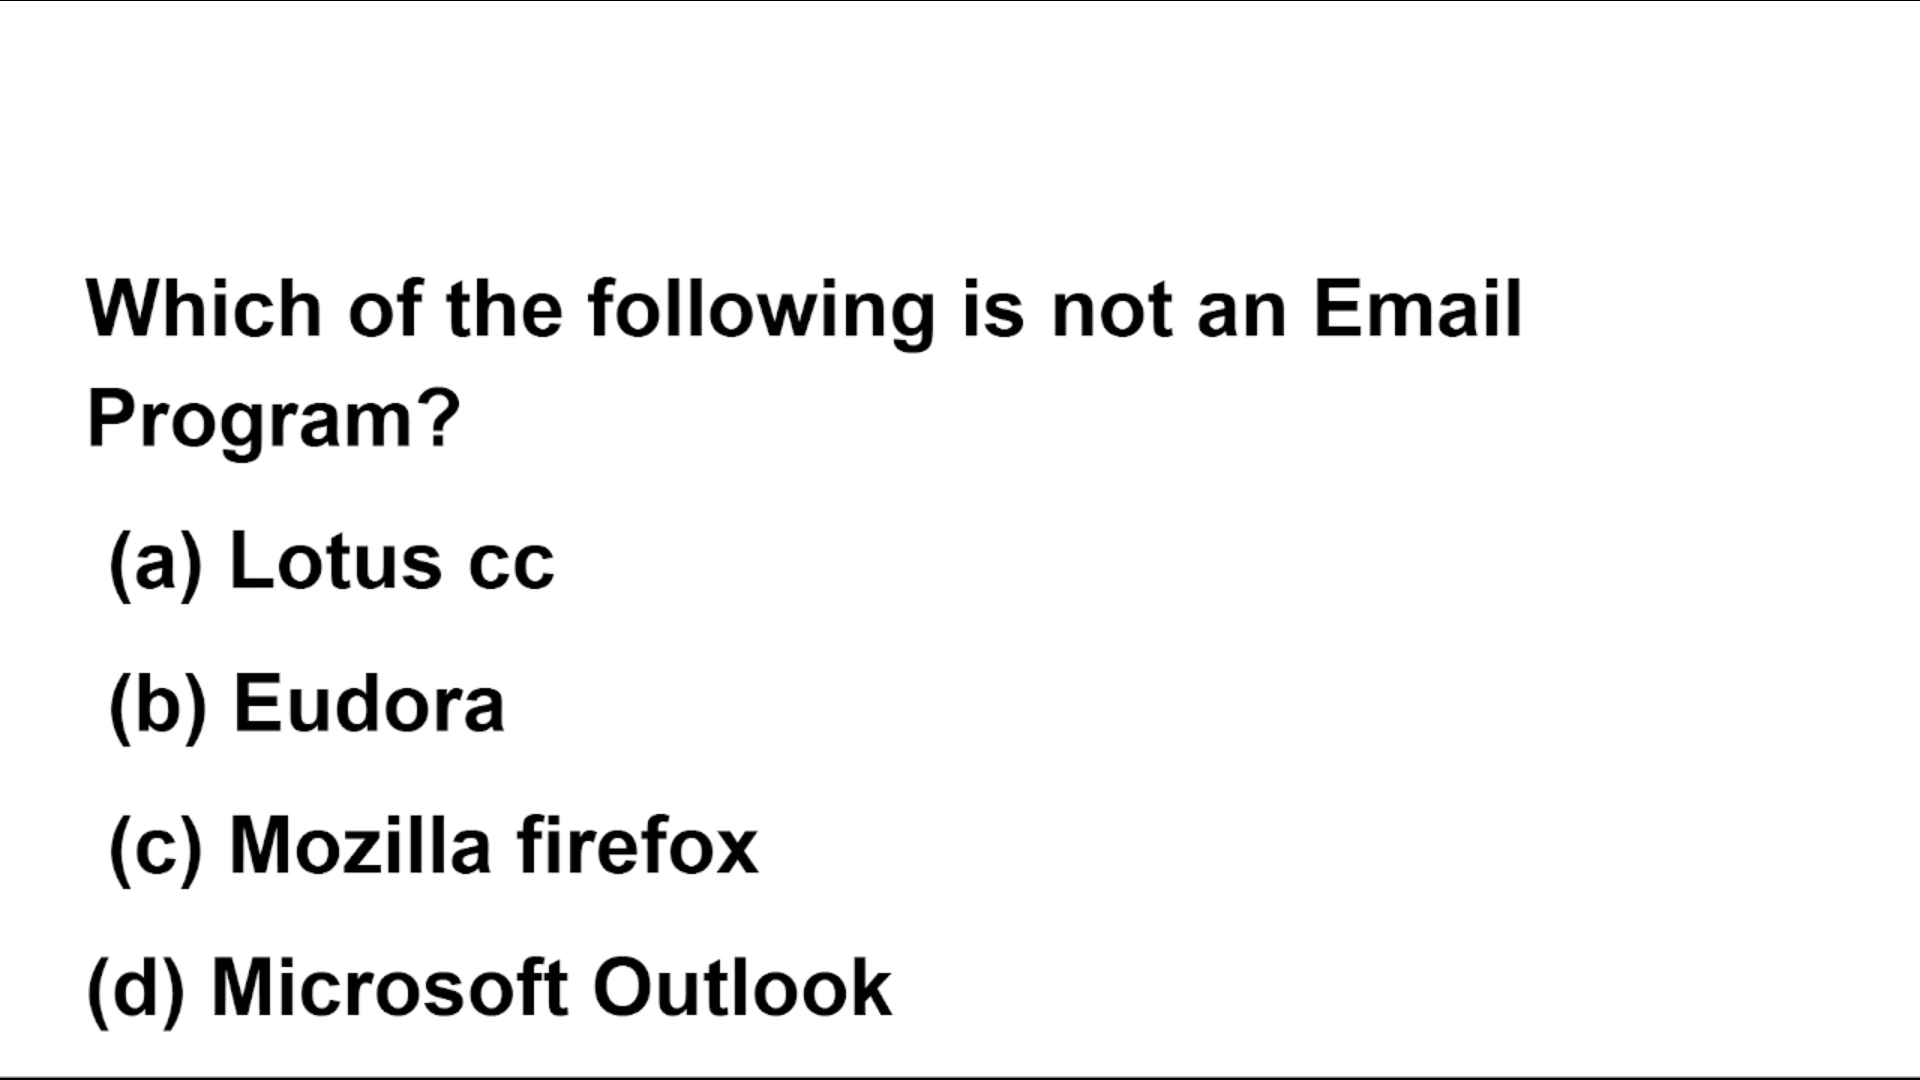 Which of the following is not an Email
Program?
(a) Lotus cc
(b) Eudora
(c) Mozilla firefox
(d) Microsoft Outlook